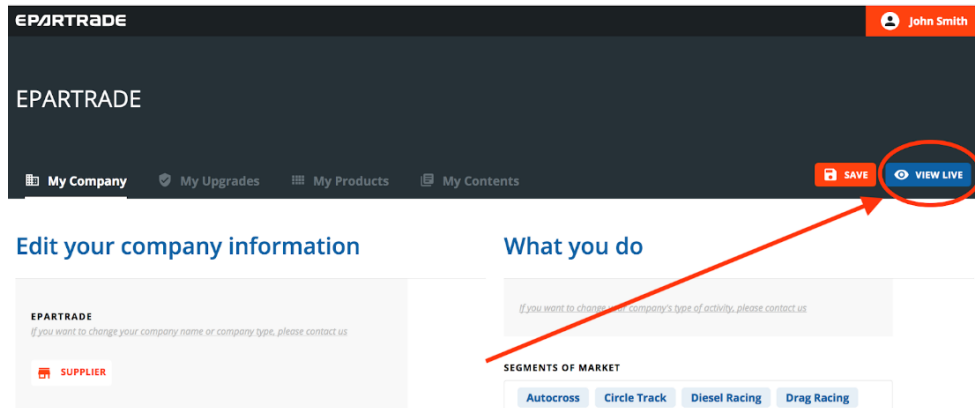 EPARTRADE
John Smith
EPARTRADE
My Company My Upgrades My Products My Contents SAVE VIEW LIVE
Edit your company information
EPARTRADE
If you want to change your company name or company type, please contact us
SUPPLIER
What you do
If you want to change your company's type of activity, please contact us
SEGMENTS OF MARKET
Autocross Circle Track Diesel Racing Drag Racing